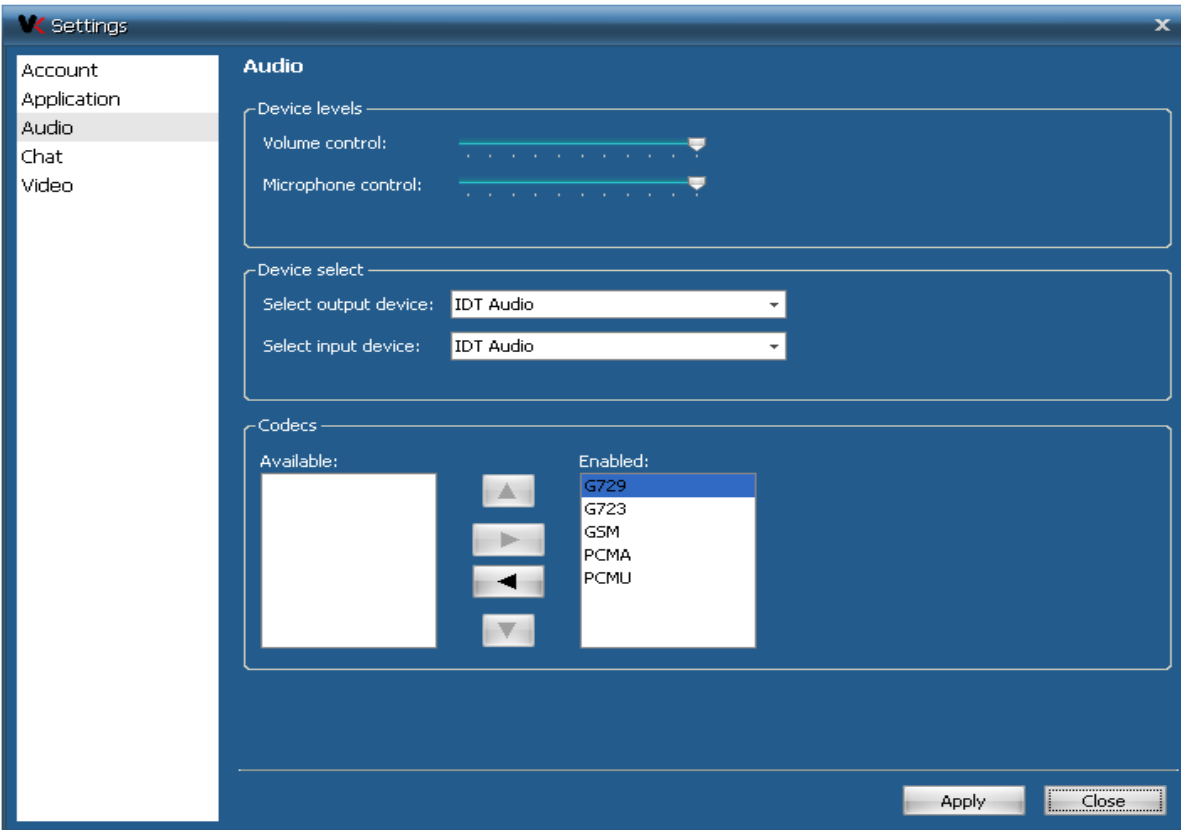 Settings
Account
Application
Audio
Chat
Video
Audio
Device levels
Volume control:
Microphone control:
Device select
Select output device: IDT Audio
Select input device: IDT Audio
Codecs
Available: Enabled:
G729
G723
GSM
PCMA
PCMU
Apply Close